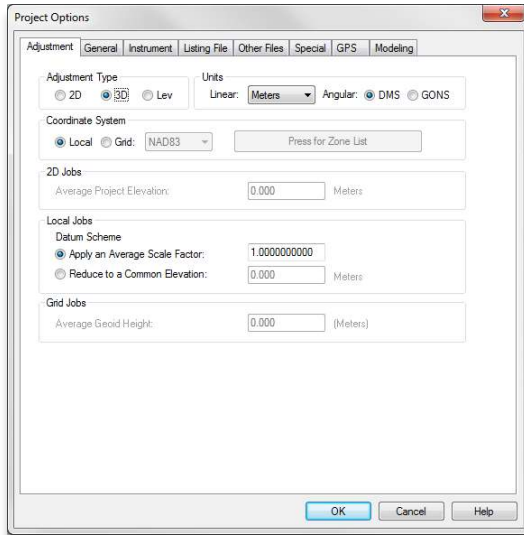 Project Options
Adjustment General Instrument Listing File Other Files Special GPS Modeling
Adjustment Type
2D 3D Lev
Units
Linear: Meters Angular: DMS GONS
Coordinate System
Local Grid: NAD83 Press for Zone List
2D Jobs
Average Project Elevation: 0.000 Meters
Local Jobs
Datum Scheme
Apply an Average Scale Factor: 1.0000000000
Reduce to a Common Elevation: 0.000 Meters
Grid Jobs
Average Geoid Height: 0.000 (Meters)
OK Cancel Help